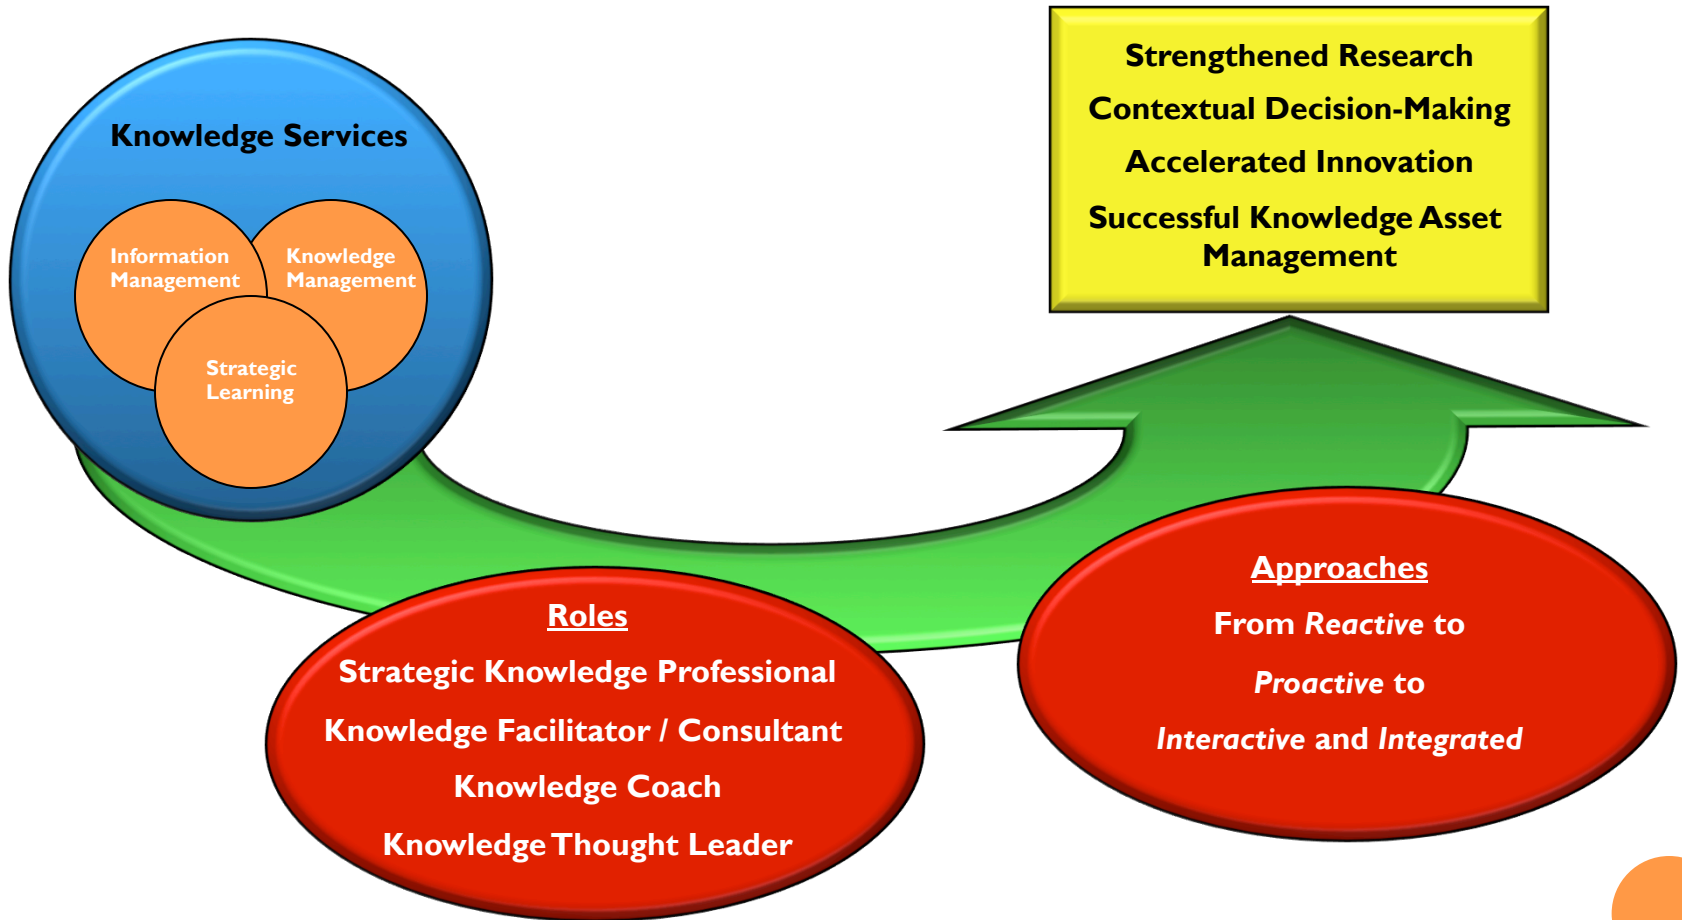 Knowledge Services
Information
Management
Knowledge
Management
Strategic
Learning
Strengthened Research
Contextual Decision-Making
Accelerated Innovation
Successful Knowledge Asset
Management
Roles
Strategic Knowledge Professional
Knowledge Facilitator / Consultant
Knowledge Coach
Knowledge Thought Leader
Approaches
From Reactive to
Proactive to
Interactive and Integrated